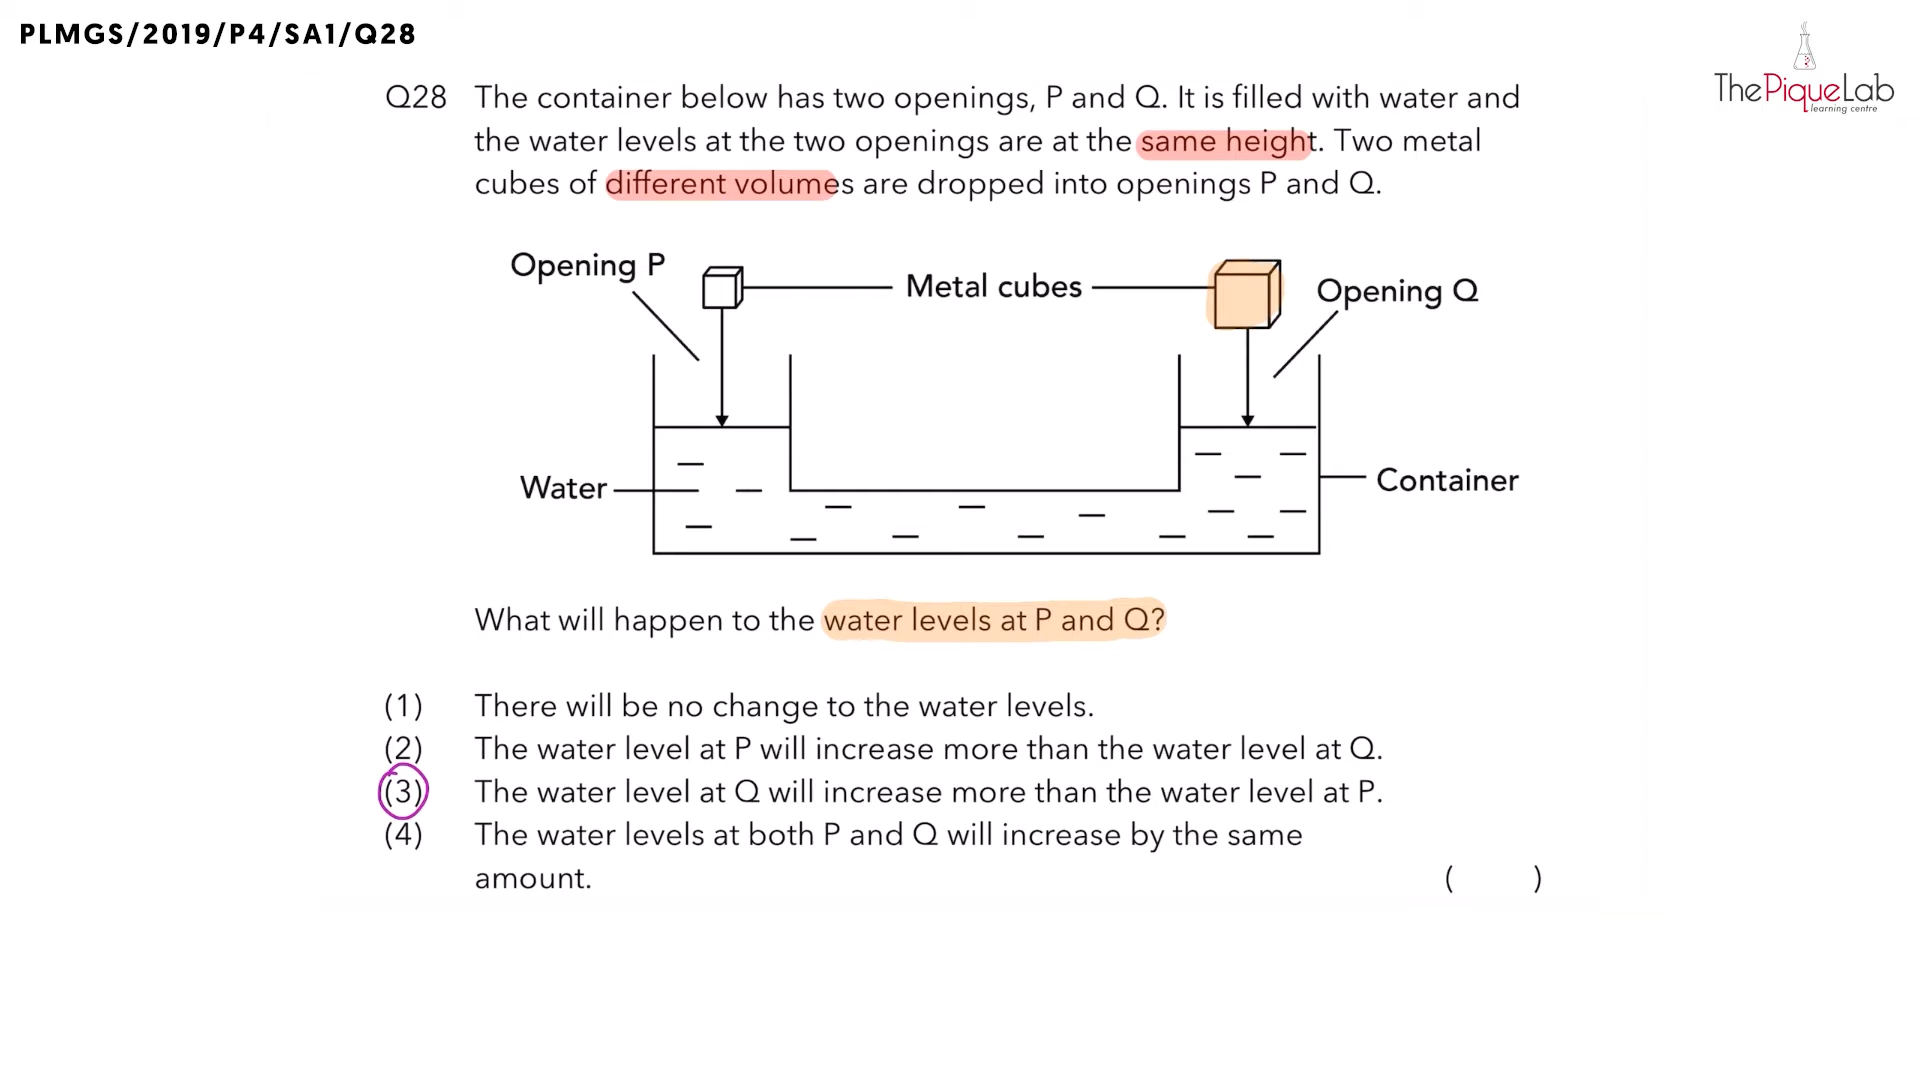 PLMGS/2019/P4/SA1/Q28
ThePiqueLab
learning centre
Q28 The container below has two openings, P and Q. It is filled with water and
the water levels at the two openings are at the same height. Two metal
cubes of different volumes are dropped into openings P and Q.
Opening P
Metal cubes
Opening Q
Water
Container
What will happen to the water levels at P and Q?
(1) There will be no change to the water levels.
(2) The water level at P will increase more than the water level at Q.
(3) The water level at Q will increase more than the water level at P.
(4) The water levels at both P and Q will increase by the same
amount. ( )